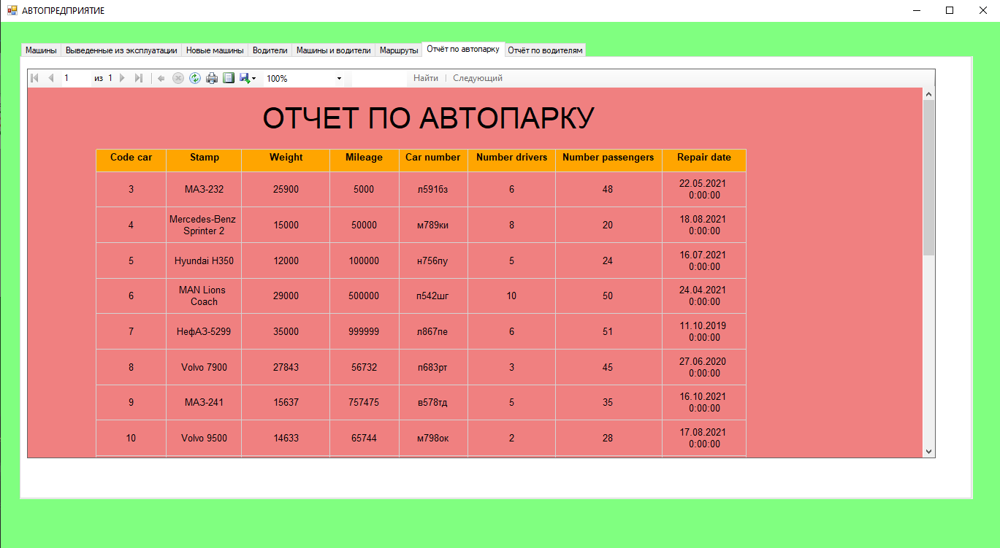 АВТОПРЕДПРИЯТИЕ
Машины Выведенные из эксплуатации Новые машины Водители Машины и водители Маршруты Отчёт по автопарку Отчёт по водителям
1 из 1 100% Найти | Следующий
ОТЧЕТ ПО АВТОПАРКУ
Code car Stamp Weight Mileage Car number Number drivers Number passengers Repair date
3 МАЗ-232 25900 5000 л591бз 6 48 22.05.2021 0:00:00
4 Mercedes-Benz Sprinter 2 15000 50000 м789ки 8 20 18.08.2021 0:00:00
5 Hyundai H350 12000 100000 н756пу 5 24 16.07.2021 0:00:00
6 MAN Lions Coach 29000 500000 п542шг 10 50 24.04.2021 0:00:00
7 НефАЗ-5299 35000 999999 л867пе 6 51 11.10.2019 0:00:00
8 Volvo 7900 27843 56732 п683рт 3 45 27.06.2020 0:00:00
9 МАЗ-241 15637 757475 в578тд 5 35 16.10.2021 0:00:00
10 Volvo 9500 14633 65744 м798ок 2 28 17.08.2021 0:00:00